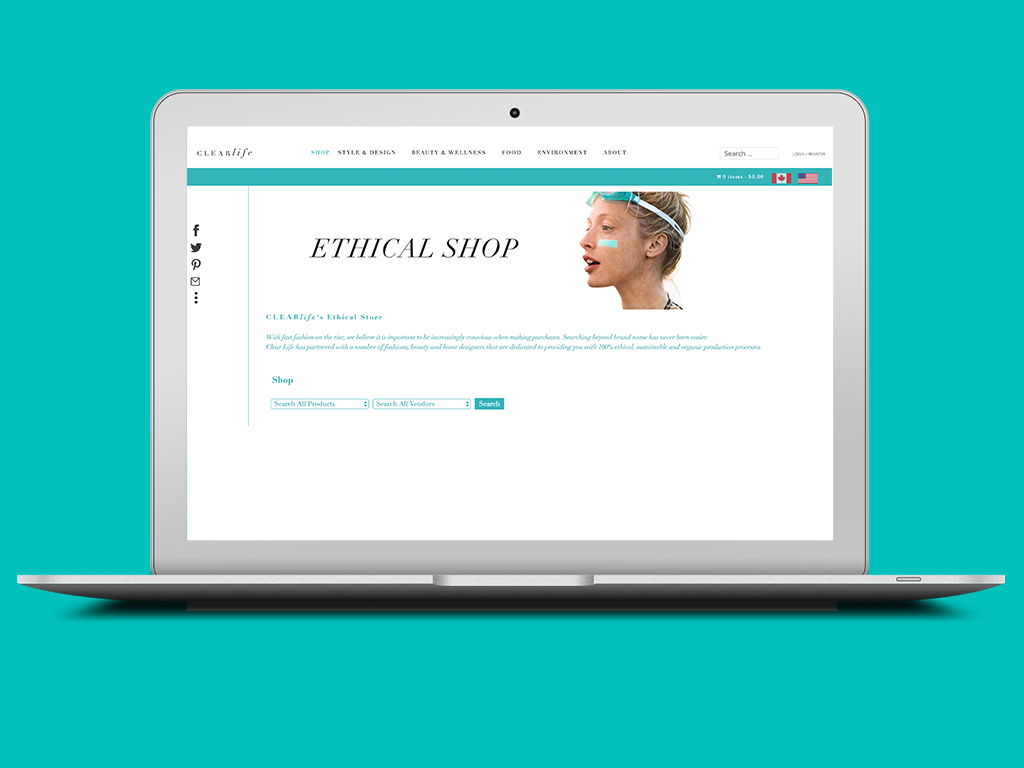 CLEARlife
SHOP STYLE & DESIGN BEAUTY & WELLNESS FOOD ENVIRONMENT ABOUT
Search ...
LOGIN / REGISTER
0 items - $0.00
ETHICAL SHOP
CLEARlife's Ethical Store
With fast fashion on the rise, we believe it is important to be increasingly conscious when making purchases. Searching beyond brand name has never been easier.
Clear Life has partnered with a number of fashions, beauty and home designers that are dedicated to providing you with 100% ethical, sustainable and organic production processes.
Shop
Search All Products Search All Vendors Search